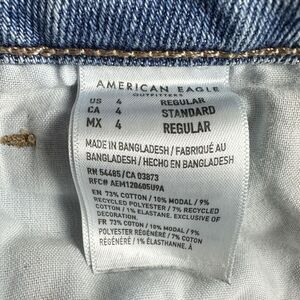 AMERICAN EAGLE
OUTFITTERS
US 4 REGULAR
CA 4 STANDARD
MX 4 REGULAR
MADE IN BANGLADESH / FABRIQUÉ AU
BANGLADESH / HECHO EN BANGLADESH
RN 54485/CA 03873
RFC# AEM120605U9A
EN 73% COTTON / 10% MODAL / 9%
RECYCLED POLYESTER / 7% RECYCLED
COTTON / 1% ELASTANE. EXCLUSIVE OF
DECORATION.
FR 73% COTON / 10% MODAL / 9%
POLYESTER RÉGÉNÉRÉ / 7% COTON
RÉGÉNÉRÉ / 1% ÉLASTHANNE. À